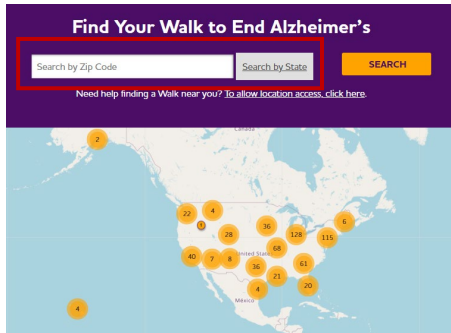 Find Your Walk to End Alzheimer's
Search by Zip Code
Search by State
SEARCH
Need help finding a Walk near you? To allow location access, click here.
Canada
2
22
4
6
36
28
128
115
68
United States
40
7
8
36
61
21
20
4
México
4